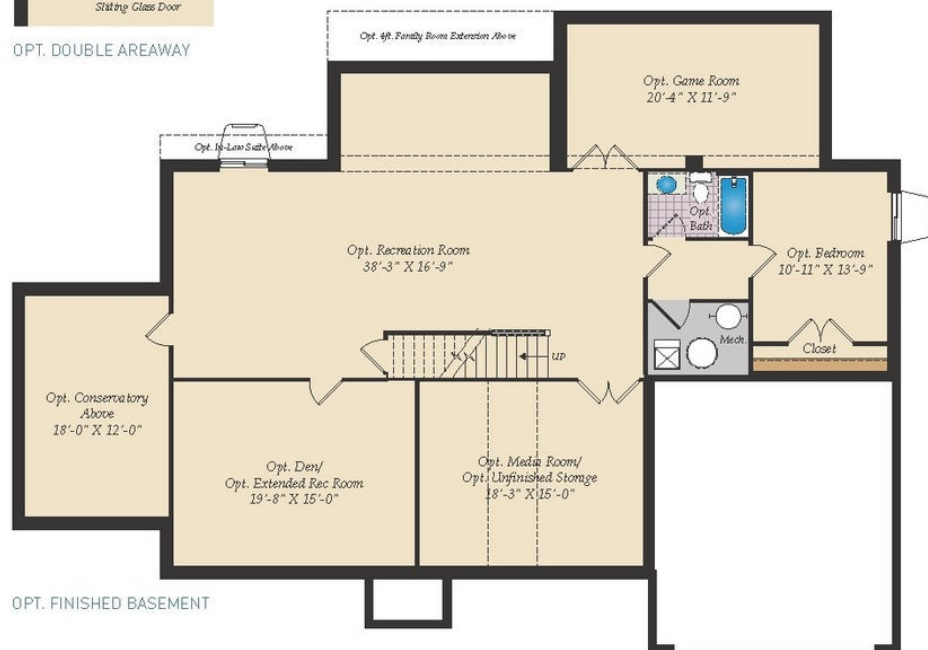 Sliding Glass Door
OPT. DOUBLE AREAWAY
Opt. 4ft. Family Room Extension Above
Opt. Game Room
20'-4" X 11'-9"
Opt. In-Law Suite Above
Opt.
Bath
Opt. Recreation Room
38'-3" X 16'-9"
Opt. Bedroom
10'-11" X 13'-9"
Mech.
Closet
UP
Opt. Conservatory
Above
18'-0" X 12'-0"
Opt. Den/
Opt. Extended Rec Room
19'-8" X 15'-0"
Opt. Media Room/
Opt. Unfinished Storage
18'-3" X 15'-0"
OPT. FINISHED BASEMENT